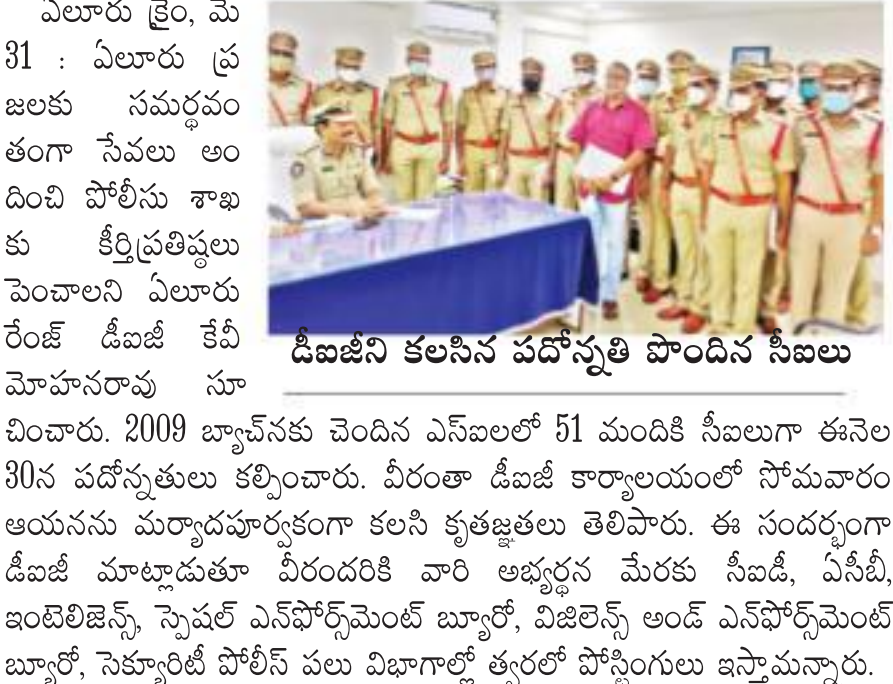 ఏలూరు క్రైం, మే
31 : ఏలూరు ప్ర
జలకు సమర్థవం
తంగా సేవలు అం
దించి పోలీసు శాఖ
కు కీర్తిప్రతిష్ఠలు
పెంచాలని ఏలూరు
రేంజ్ డీఐజీ కేవీ
మోహనరావు సూ
డీఐజీని కలసిన పదోన్నతి పొందిన సీఐలు
చించారు. 2009 బ్యాచ్‌నకు చెందిన ఎస్ఐలలో 51 మందికి సీఐలుగా ఈనెల
30న పదోన్నతులు కల్పించారు. వీరంతా డీఐజీ కార్యాలయంలో సోమవారం
ఆయనను మర్యాదపూర్వకంగా కలసి కృతజ్ఞతలు తెలిపారు. ఈ సందర్భంగా
డీఐజీ మాట్లాడుతూ వీరందరికి వారి అభ్యర్థన మేరకు సీఐడీ, ఏసీబీ,
ఇంటెలిజెన్స్, స్పెషల్ ఎన్‌ఫోర్స్‌మెంట్ బ్యూరో, విజిలెన్స్ అండ్ ఎన్‌ఫోర్స్‌మెంట్
బ్యూరో, సెక్యూరిటీ పోలీస్ పలు విభాగాల్లో త్వరలో పోస్టింగులు ఇస్తామన్నారు.